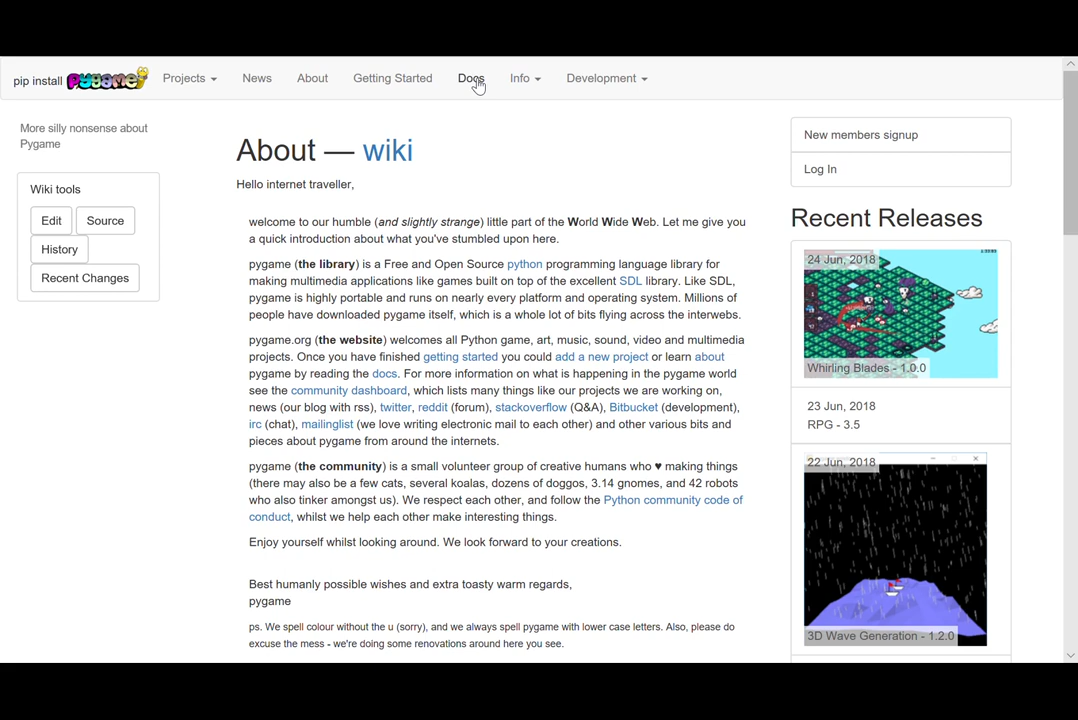 pip install pygame Projects News About Getting Started Docs Info Development
More silly nonsense about
Pygame
Wiki tools
Edit Source
History
Recent Changes
About — wiki
Hello internet traveller,
welcome to our humble (and slightly strange) little part of the World Wide Web. Let me give you
a quick introduction about what you've stumbled upon here.
pygame (the library) is a Free and Open Source python programming language library for
making multimedia applications like games built on top of the excellent SDL library. Like SDL,
pygame is highly portable and runs on nearly every platform and operating system. Millions of
people have downloaded pygame itself, which is a whole lot of bits flying across the interwebs.
pygame.org (the website) welcomes all Python game, art, music, sound, video and multimedia
projects. Once you have finished getting started you could add a new project or learn about
pygame by reading the docs. For more information on what is happening in the pygame world
see the community dashboard, which lists many things like our projects we are working on,
news (our blog with rss), twitter, reddit (forum), stackoverflow (Q&A), Bitbucket (development),
irc (chat), mailinglist (we love writing electronic mail to each other) and other various bits and
pieces about pygame from around the internets.
pygame (the community) is a small volunteer group of creative humans who ♥ making things
(there may also be a few cats, several koalas, dozens of doggos, 3.14 gnomes, and 42 robots
who also tinker amongst us). We respect each other, and follow the Python community code of
conduct, whilst we help each other make interesting things.
Enjoy yourself whilst looking around. We look forward to your creations.
Best humanly possible wishes and extra toasty warm regards,
pygame
ps. We spell colour without the u (sorry), and we always spell pygame with lower case letters. Also, please do
excuse the mess - we're doing some renovations around here you see.
New members signup
Log In
Recent Releases
24 Jun, 2018
Whirling Blades - 1.0.0
23 Jun, 2018
RPG - 3.5
22 Jun, 2018
3D Wave Generation - 1.2.0